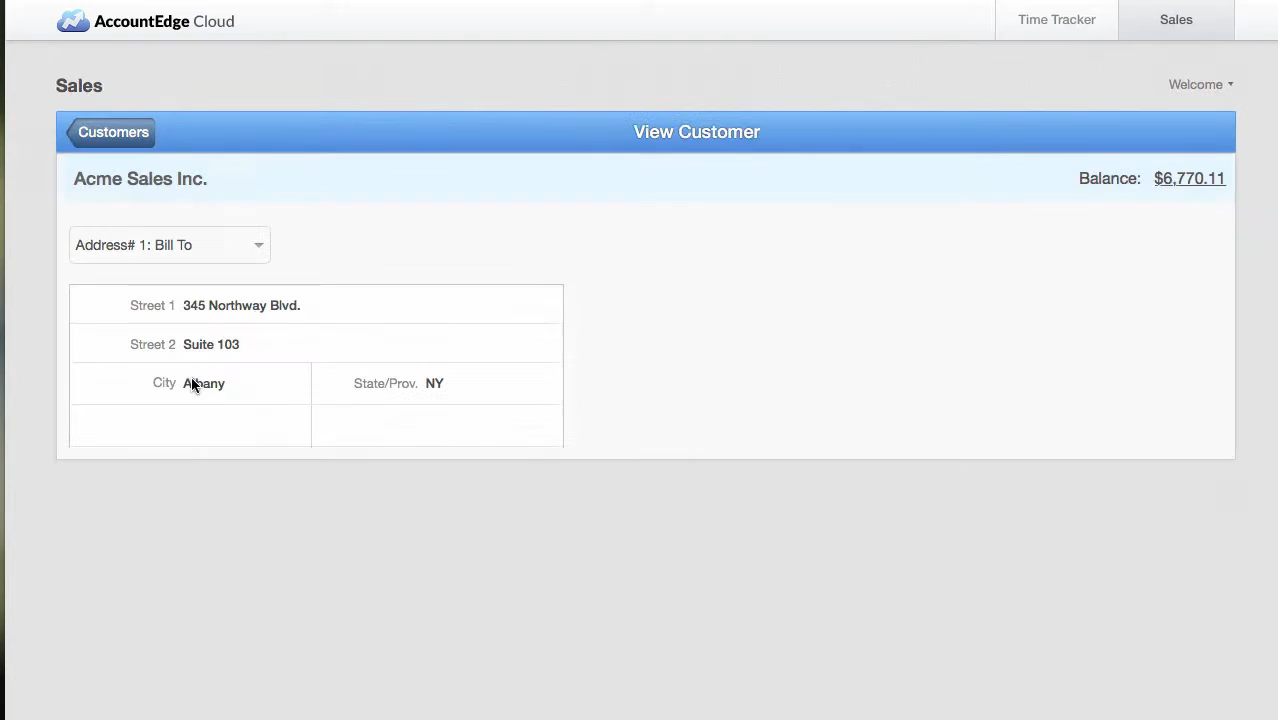 AccountEdge Cloud
Time Tracker
Sales
Sales
Welcome
Customers
View Customer
Acme Sales Inc.
Balance: $6,770.11
Address# 1: Bill To
Street 1 345 Northway Blvd.
Street 2 Suite 103
City Albany
State/Prov. NY